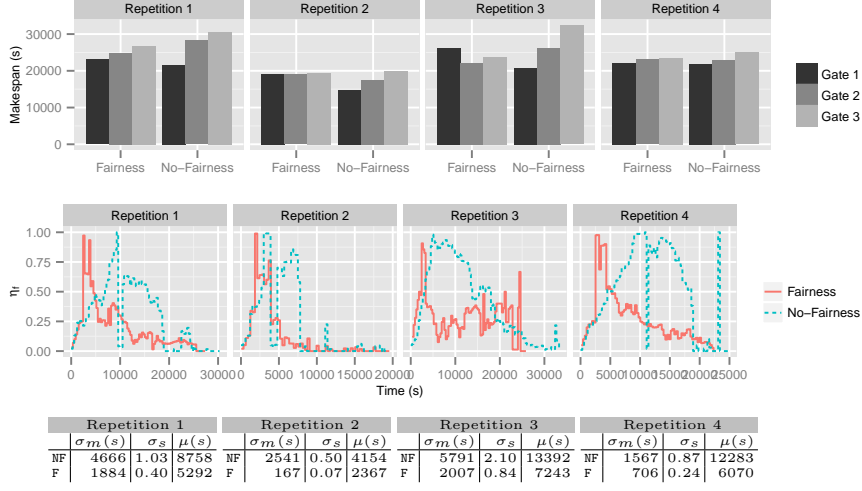 Repetition 1 Repetition 2 Repetition 3 Repetition 4
Makespan (s)
30000
20000
10000
0
Fairness No−Fairness Fairness No−Fairness Fairness No−Fairness Fairness No−Fairness
Gate 1
Gate 2
Gate 3
Repetition 1 Repetition 2 Repetition 3 Repetition 4
ηf
1.00
0.75
0.50
0.25
0.00
0 10000 20000 30000 0 5000 10000 15000 20000 0 10000 20000 30000 0 5000 10000 15000 20000 25000
Time (s)
Fairness
No−Fairness
Repetition 1 Repetition 2 Repetition 3 Repetition 4
σm(s) σs μ(s) σm(s) σs μ(s) σm(s) σs μ(s) σm(s) σs μ(s)
NF 4666 1.03 8758 NF 2541 0.50 4154 NF 5791 2.10 13392 NF 1567 0.87 12283
F 1884 0.40 5292 F 167 0.07 2367 F 2007 0.84 7243 F 706 0.24 6070